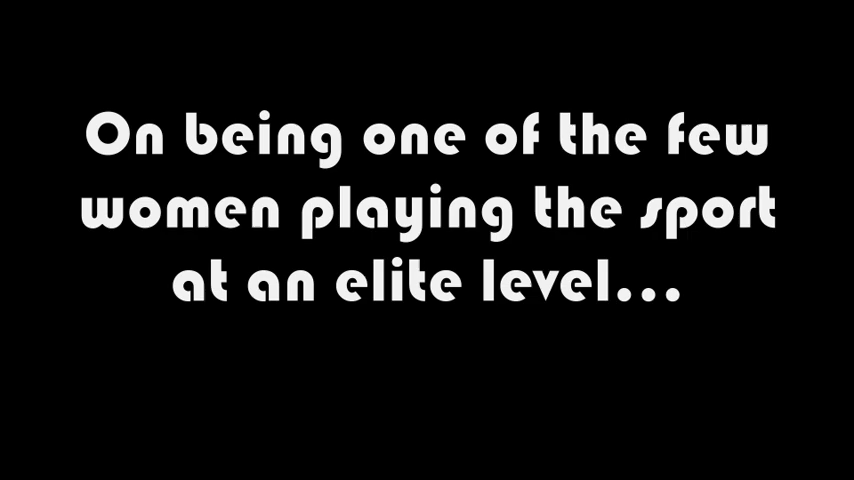 On being one of the few
women playing the sport
at an elite level...